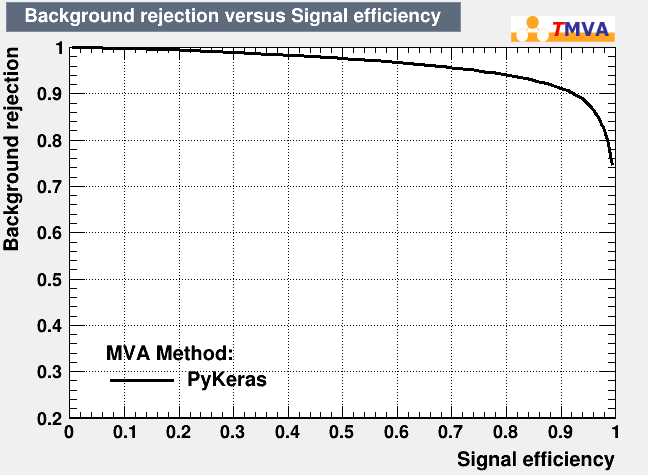 Background rejection versus Signal efficiency
TMVA
Background rejection
1
0.9
0.8
0.7
0.6
0.5
0.4
0.3
0.2
MVA Method:
PyKeras
0 0.1 0.2 0.3 0.4 0.5 0.6 0.7 0.8 0.9 1
Signal efficiency